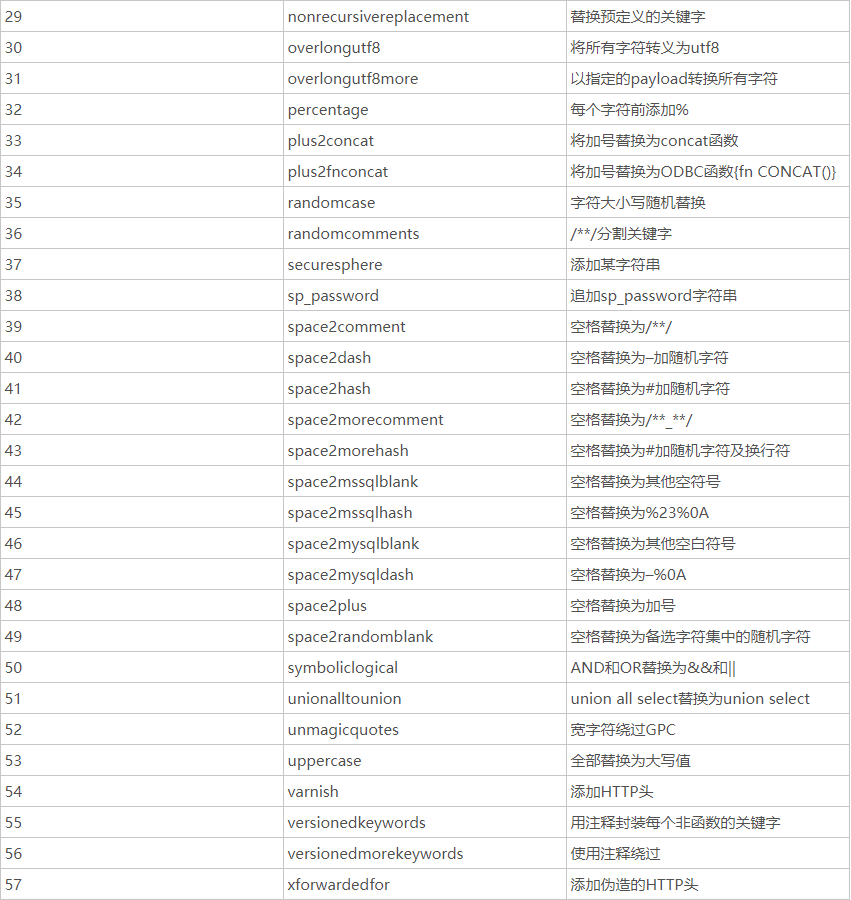 29 nonrecursivereplacement 替换预定义的关键字
30 overlongutf8 将所有字符转义为utf8
31 overlongutf8more 以指定的payload转换所有字符
32 percentage 每个字符前添加%
33 plus2concat 将加号替换为concat函数
34 plus2fnconcat 将加号替换为ODBC函数{fn CONCAT()}
35 randomcase 字符大小写随机替换
36 randomcomments /**/分割关键字
37 securesphere 添加某字符串
38 sp_password 追加sp_password字符串
39 space2comment 空格替换为/**/
40 space2dash 空格替换为–加随机字符
41 space2hash 空格替换为#加随机字符
42 space2morecomment 空格替换为/**_**/
43 space2morehash 空格替换为#加随机字符及换行符
44 space2mssqlblank 空格替换为其他空符号
45 space2mssqlhash 空格替换为%23%0A
46 space2mysqlblank 空格替换为其他空白符号
47 space2mysqldash 空格替换为–%0A
48 space2plus 空格替换为加号
49 space2randomblank 空格替换为备选字符集中的随机字符
50 symboliclogical AND和OR替换为&&和||
51 unionalltounion union all select替换为union select
52 unmagicquotes 宽字符绕过GPC
53 uppercase 全部替换为大写值
54 varnish 添加HTTP头
55 versionedkeywords 用注释封装每个非函数的关键字
56 versionedmorekeywords 使用注释绕过
57 xforwardedfor 添加伪造的HTTP头